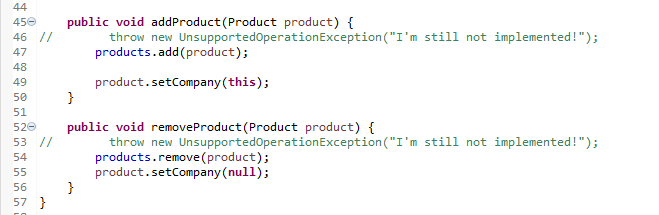 44
45    public void addProduct(Product product) {
46 //        throw new UnsupportedOperationException("I'm still not implemented!");
47        products.add(product);
48
49        product.setCompany(this);
50    }
51
52    public void removeProduct(Product product) {
53 //        throw new UnsupportedOperationException("I'm still not implemented!");
54        products.remove(product);
55        product.setCompany(null);
56    }
57 }